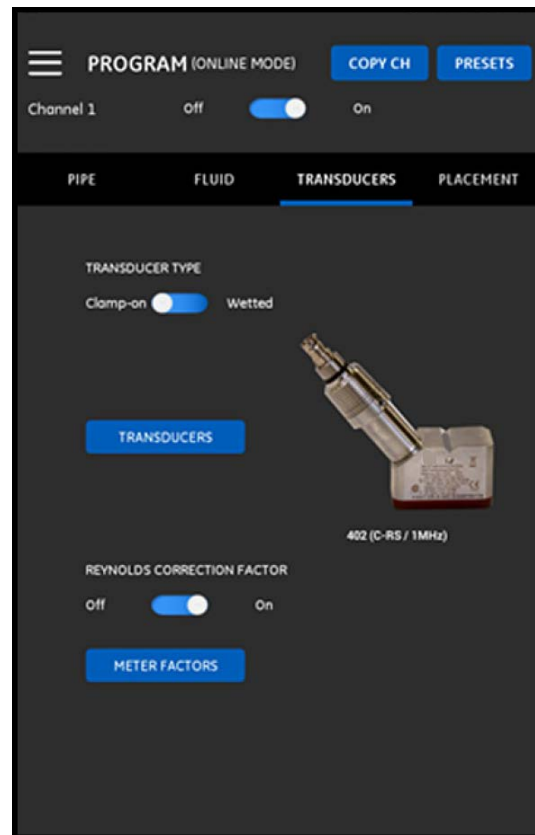 PROGRAM (ONLINE MODE) COPY CH PRESETS
Channel 1 Off On
PIPE FLUID TRANSDUCERS PLACEMENT
TRANSDUCER TYPE
Clamp-on Wetted
TRANSDUCERS
402 (C-RS / 1MHz)
REYNOLDS CORRECTION FACTOR
Off On
METER FACTORS